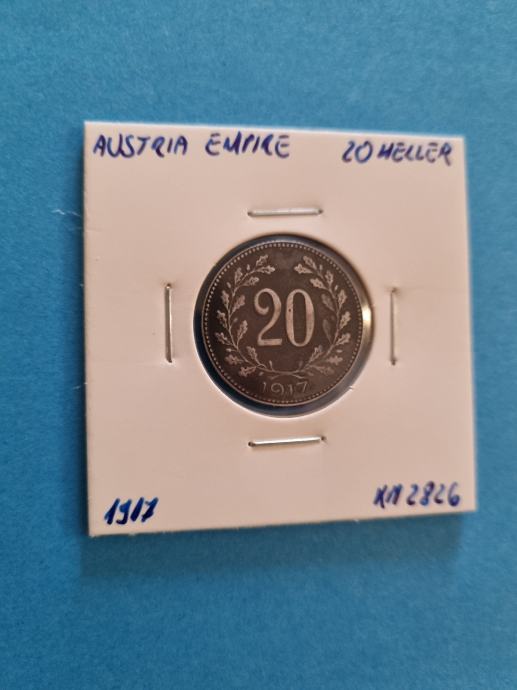 AUSTRIA EMPIRE 20 HELLER
20
1917
1917 KM 2826